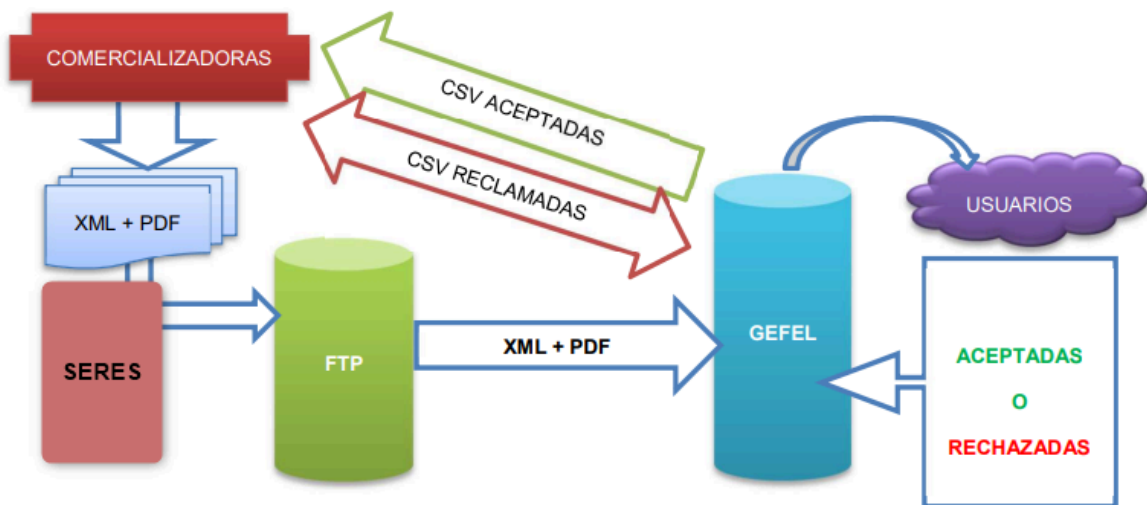 COMERCIALIZADORAS
CSV ACEPTADAS
CSV RECLAMADAS
XML + PDF
USUARIOS
SERES
FTP
XML + PDF
GEFEL
ACEPTADAS
O
RECHAZADAS